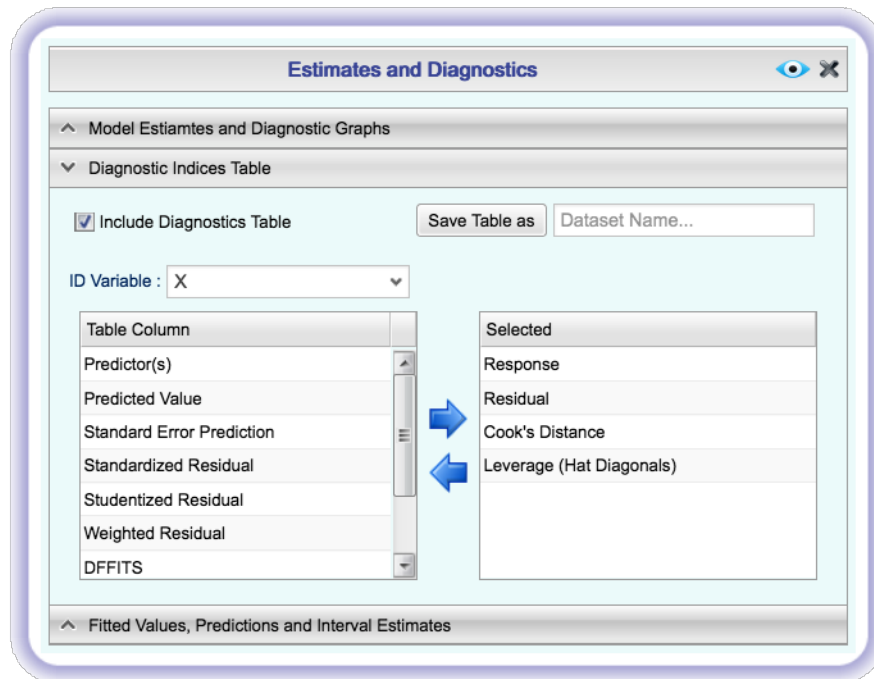 Estimates and Diagnostics
Model Estiamtes and Diagnostic Graphs
Diagnostic Indices Table
Include Diagnostics Table
Save Table as
Dataset Name...
ID Variable :
X
Table Column
Predictor(s)
Predicted Value
Standard Error Prediction
Standardized Residual
Studentized Residual
Weighted Residual
DFFITS
Selected
Response
Residual
Cook's Distance
Leverage (Hat Diagonals)
Fitted Values, Predictions and Interval Estimates